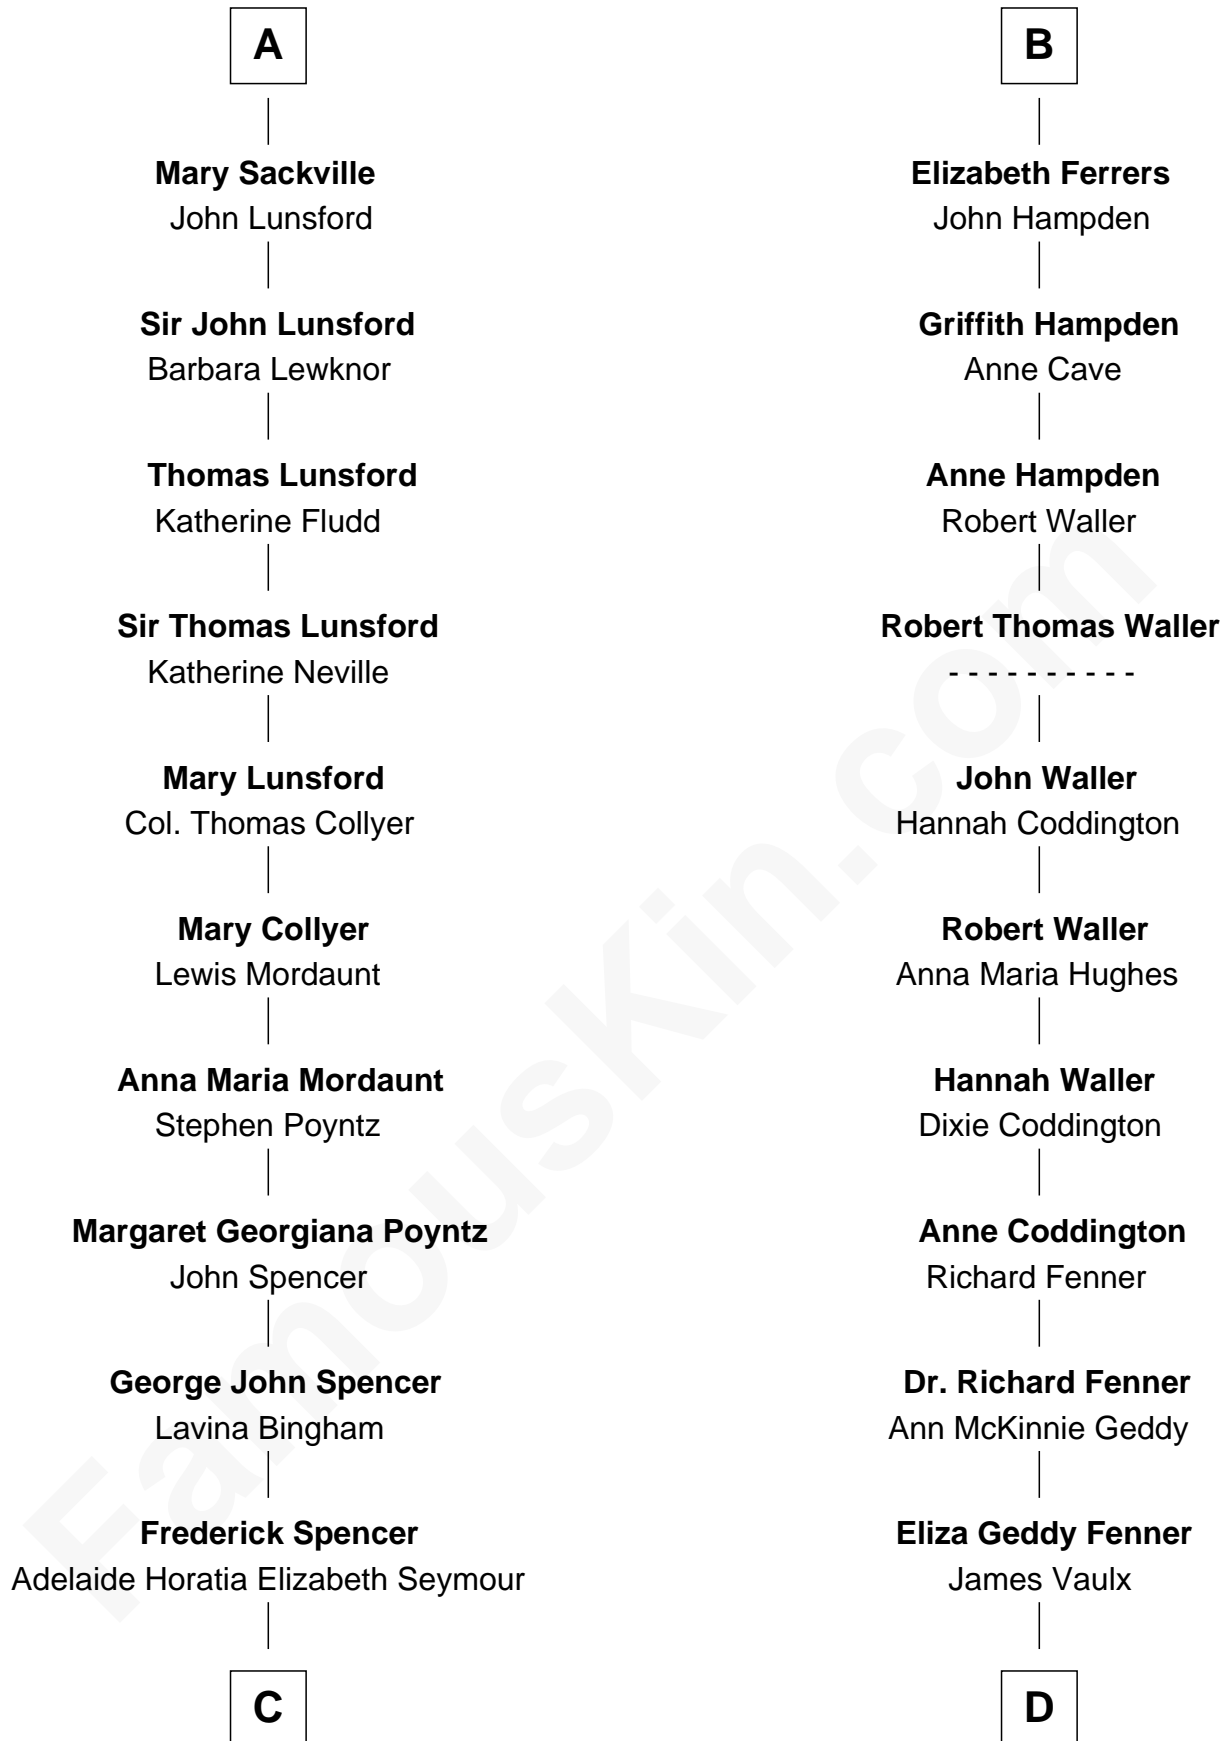 A
Mary Sackville
John Lunsford
Sir John Lunsford
Barbara Lewknor
Thomas Lunsford
Katherine Fludd
Sir Thomas Lunsford
Katherine Neville
Mary Lunsford
Col. Thomas Collyer
Mary Collyer
Lewis Mordaunt
Anna Maria Mordaunt
Stephen Poyntz
Margaret Georgiana Poyntz
John Spencer
George John Spencer
Lavina Bingham
Frederick Spencer
Adelaide Horatia Elizabeth Seymour
C
B
Elizabeth Ferrers
John Hampden
Griffith Hampden
Anne Cave
Anne Hampden
Robert Waller
Robert Thomas Waller
- - - - - - - - - -
John Waller
Hannah Coddington
Robert Waller
Anna Maria Hughes
Hannah Waller
Dixie Coddington
Anne Coddington
Richard Fenner
Dr. Richard Fenner
Ann McKinnie Geddy
Eliza Geddy Fenner
James Vaulx
D
FamousKin.com